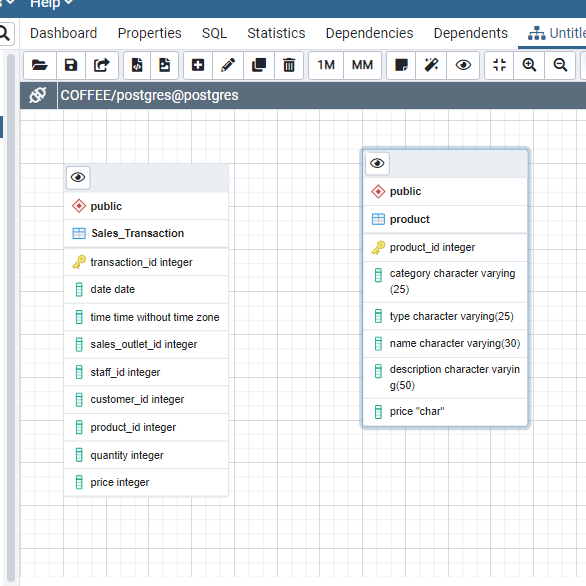 Help
Dashboard Properties SQL Statistics Dependencies Dependents Untitle
1M MM
COFFEE/postgres@postgres
public
Sales_Transaction
transaction_id integer
date date
time time without time zone
sales_outlet_id integer
staff_id integer
customer_id integer
product_id integer
quantity integer
price integer
public
product
product_id integer
category character varying
(25)
type character varying(25)
name character varying(30)
description character varyin
g(50)
price "char"